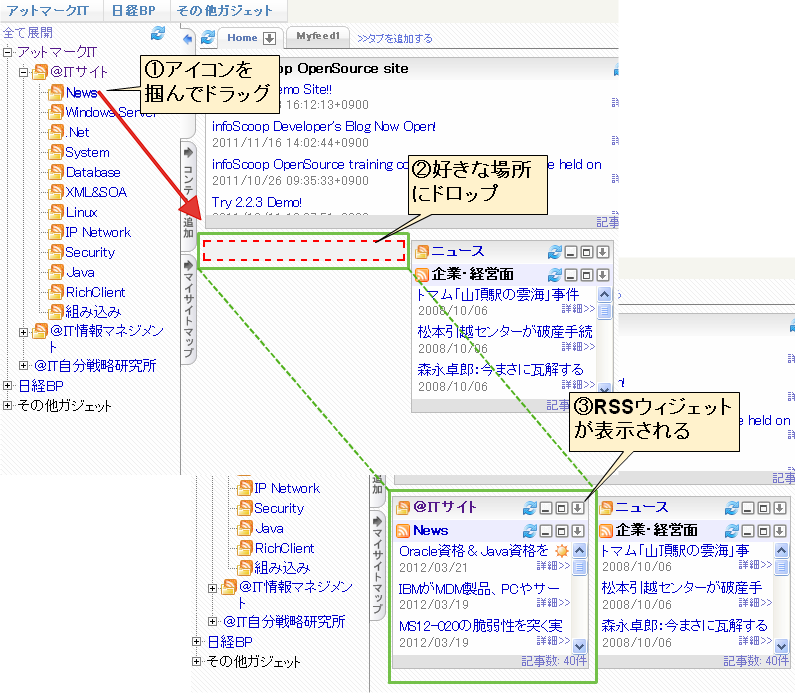 アットマークIT
日経BP
その他ガジェット
全て展開
Home
Myfeed1
>>タブを追加する
アットマークIT
@ITサイト
News
Windows Server
.Net
System
Database
XML&SOA
Linux
IP Network
Security
Java
RichClient
組み込み
@IT情報マネジメン
ト
@IT自分戦略研究所
日経BP
その他ガジェット
①アイコンを
掴んでドラッグ
コンテ
追加
マイサイトマップ
oop OpenSource site
emo Site!!
16:12:13+0900
infoScoop Developer's Blog Now Open!
2011/11/16 14:02:44+0900
infoScoop OpenSource training co
e held on
2011/10/26 09:35:33+0900
Try 2.2.3 Demo!
記事
②好きな場所
にドロップ
ニュース
企業・経営面
トマム「山頂駅の雲海」事件
2008/10/06
詳細>>
松本引越センターが破産手続
2008/10/06
詳細>>
森永卓郎:今まさに瓦解する
2008/10/06
詳細>>
記事
e held on
記事
③RSSウィジェット
が表示される
IP Network
Security
Java
RichClient
組み込み
@IT情報マネジメン
ト
@IT自分戦略研究所
日経BP
その他ガジェット
追加
マイサイトマップ
@ITサイト
News
Oracle資格&Java資格を
2012/03/21
詳細>>
IBMがMDM製品、PCやサー
2012/03/19
詳細>>
MS12-020の脆弱性を突く実
2012/03/19
詳細>>
記事数: 40件
ニュース
企業・経営面
トマム「山頂駅の雲海」事
2008/10/06
詳細>>
松本引越センターが破産手
2008/10/06
詳細>>
森永卓郎:今まさに瓦解する
2008/10/06
詳細>>
記事数: 40件